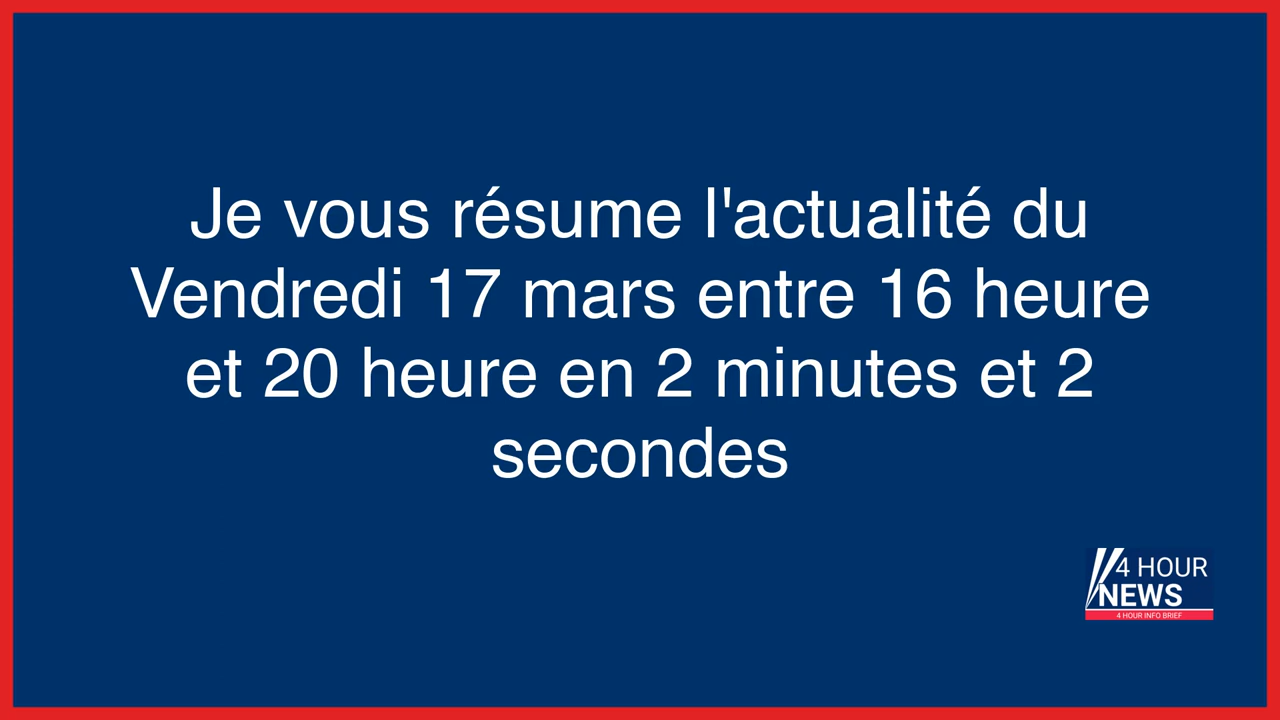 Je vous résume l'actualité du
Vendredi 17 mars entre 16 heure
et 20 heure en 2 minutes et 2
secondes
4 HOUR
NEWS
4 HOUR INFO BRIEF